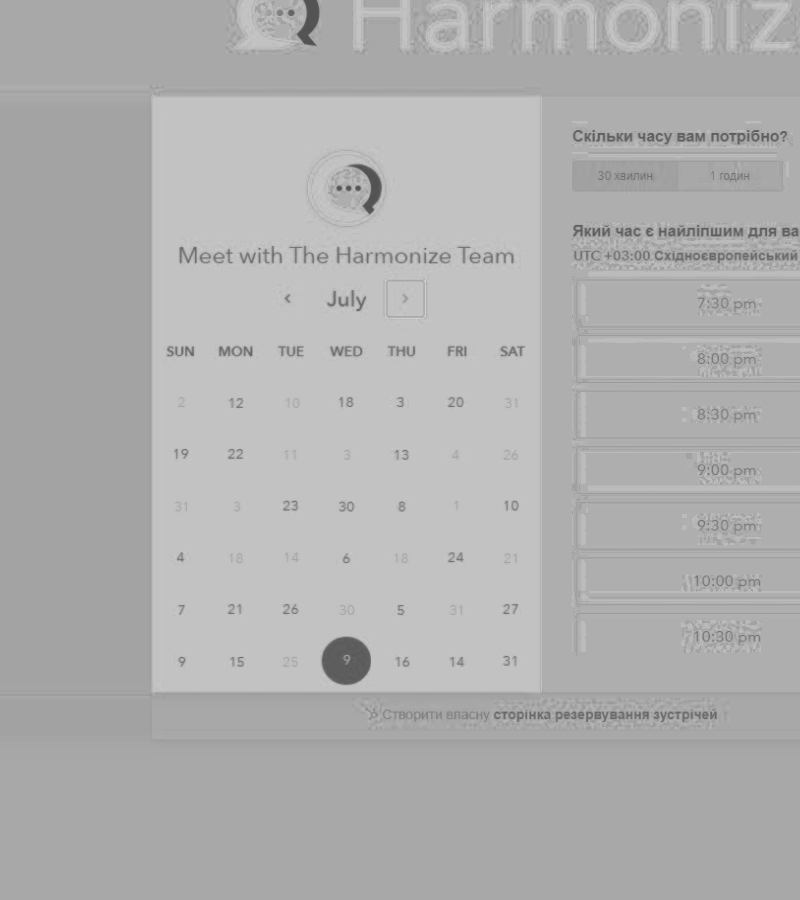 Harmoniz
Meet with The Harmonize Team
July
SUN MON TUE WED THU FRI SAT
2 12 10 18 3 20 31
19 22 11 3 13 4 26
31 3 23 30 8 1 10
4 18 14 6 18 24 21
7 21 26 30 5 31 27
9 15 25 9 16 14 31
Скільки часу вам потрібно?
30 хвилин 1 годин
Який час є найліпшим для ва
UTC +03:00 Східноєвропейський
7:30 pm
8:00 pm
8:30 pm
9:00 pm
9:30 pm
10:00 pm
10:30 pm
Створити власну сторінка резервування зустрічей